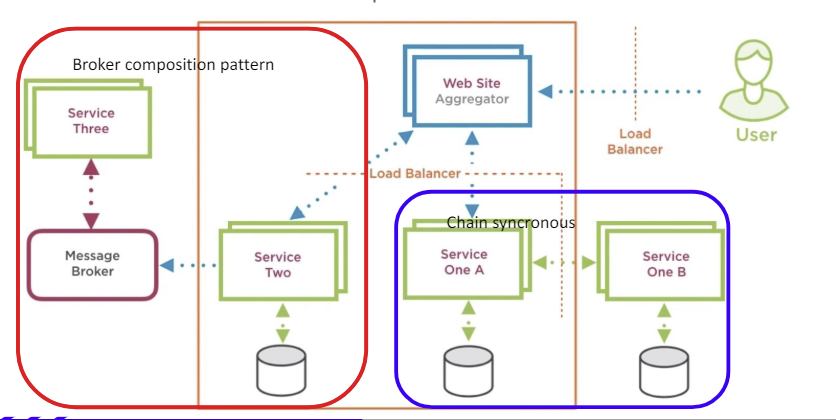 Broker composition pattern
Service
Three
Web Site
Aggregator
User
Load
Balancer
Load Balancer
Chain syncronous
Message
Broker
Service
Two
Service
One A
Service
One B